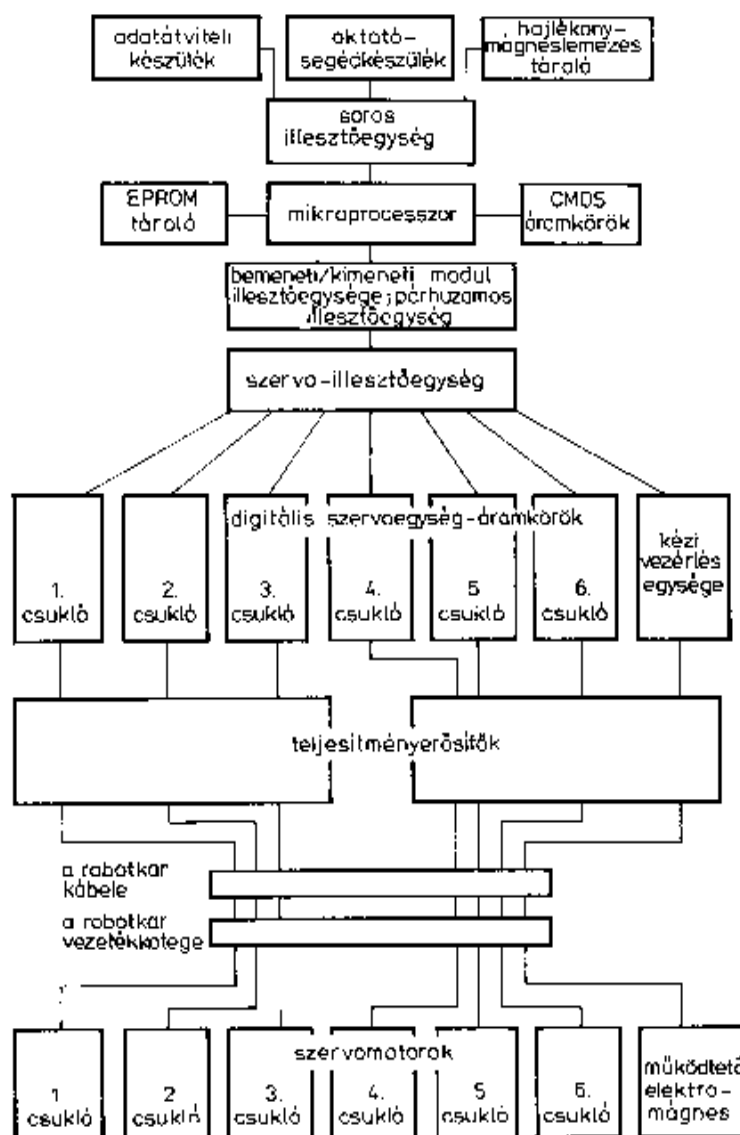 adatátviteli
készülék
oktató-
segédkészülék
hajlékony-
mágneslemezes
tároló
soros
illesztőegység
EPROM
tároló
mikroprocesszor
CMOS
áramkörök
bemeneti/kimeneti modul
illesztőegysége; párhuzamos
illesztőegység
szervo-illesztőegység
digitális szervoegység-áramkörök
1.
csukló
2.
csukló
3.
csukló
4.
csukló
5
csukló
6.
csukló
kézi
vezérlés
egysége
teljesítményerősítők
a robotkar
kábele
a robotkar
vezetékkötege
szervomotorok
1
csukló
2
csukló
3.
csukló
4.
csukló
5
csukló
6.
csukló
működtető
elektro-
mágnes